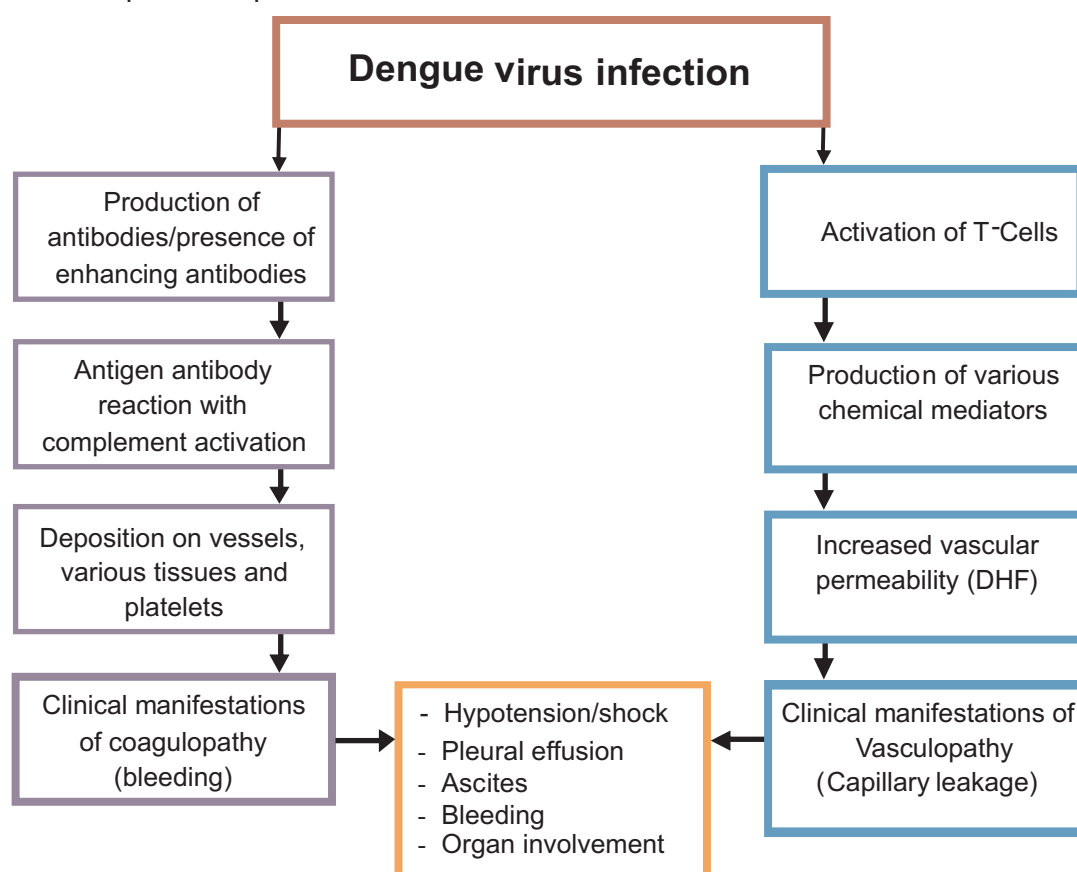 Dengue virus infection
Production of
antibodies/presence of
enhancing antibodies
Antigen antibody
reaction with
complement activation
Deposition on vessels,
various tissues and
platelets
Clinical manifestations
of coagulopathy
(bleeding)
Activation of T-Cells
Production of various
chemical mediators
Increased vascular
permeability (DHF)
Clinical manifestations of
Vasculopathy
(Capillary leakage)
- Hypotension/shock
- Pleural effusion
- Ascites
- Bleeding
- Organ involvement